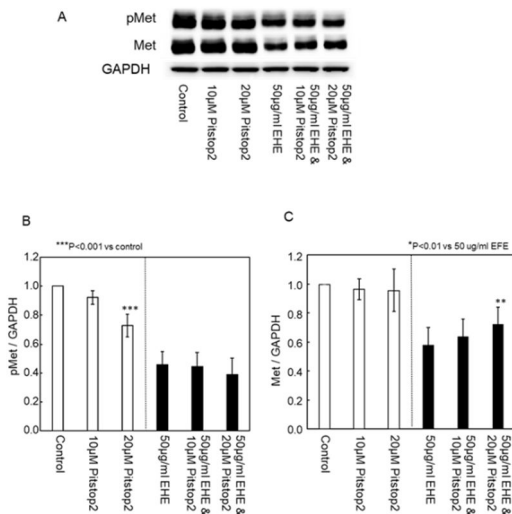 A
pMet
Met
GAPDH
Control
10μM Pitstop2
20μM Pitstop2
50μg/ml EHE
50μg/ml EHE &
10μM Pitstop2
50μg/ml EHE &
20μM Pitstop2
B
***P<0.001 vs control
pMet / GAPDH
1.2
1.0
0.8
0.6
0.4
0.2
0.0
***
Control
10μM Pitstop2
20μM Pitstop2
50μg/ml EHE
50μg/ml EHE &
10μM Pitstop2
50μg/ml EHE &
20μM Pitstop2
C
*P<0.01 vs 50 ug/ml EFE
Met / GAPDH
1.2
1.0
0.8
0.6
0.4
0.2
0.0
**
Control
10μM Pitstop2
20μM Pitstop2
50μg/ml EHE
50μg/ml EHE &
10μM Pitstop2
50μg/ml EHE &
20μM Pitstop2